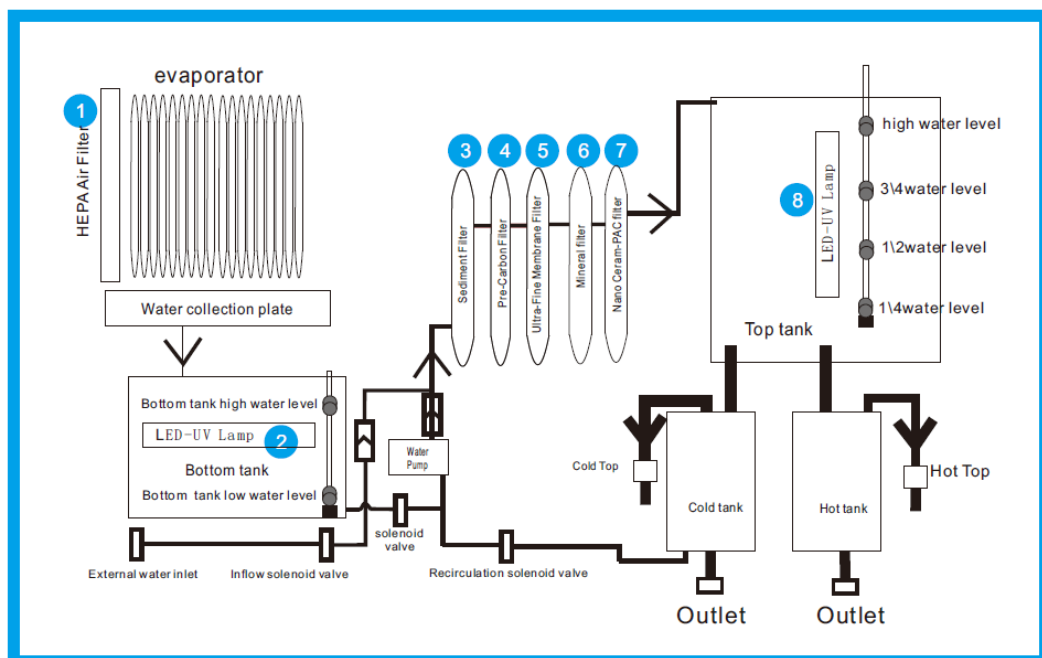 evaporator
1
HEPA Air Filter
Water collection plate
Bottom tank high water level
LED-UV Lamp
2
Bottom tank
Bottom tank low water level
External water inlet
Inflow solenoid valve
solenoid
valve
Water
Pump
Recirculation solenoid valve
3
4
5
6
7
Sediment Filter
Pre-Carbon Filter
Ultra-Fine Membrane Filter
Mineral filter
Nano Ceram-PAC filter
8
LED-UV Lamp
high water level
3\4water level
1\2water level
1\4water level
Top tank
Cold Top
Cold tank
Hot tank
Hot Top
Outlet
Outlet